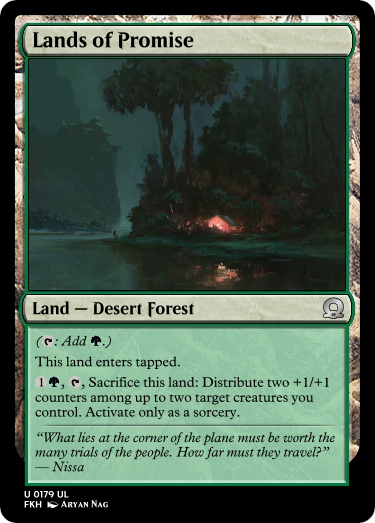 Lands of Promise
Land — Desert Forest
(: Add .)
This land enters tapped.
1 , , Sacrifice this land: Distribute two +1/+1
counters among up to two target creatures you
control. Activate only as a sorcery.
“What lies at the corner of the plane must be worth the
many trials of the people. How far must they travel?”
— Nissa
U 0179 UL
FKH Aryan Nag